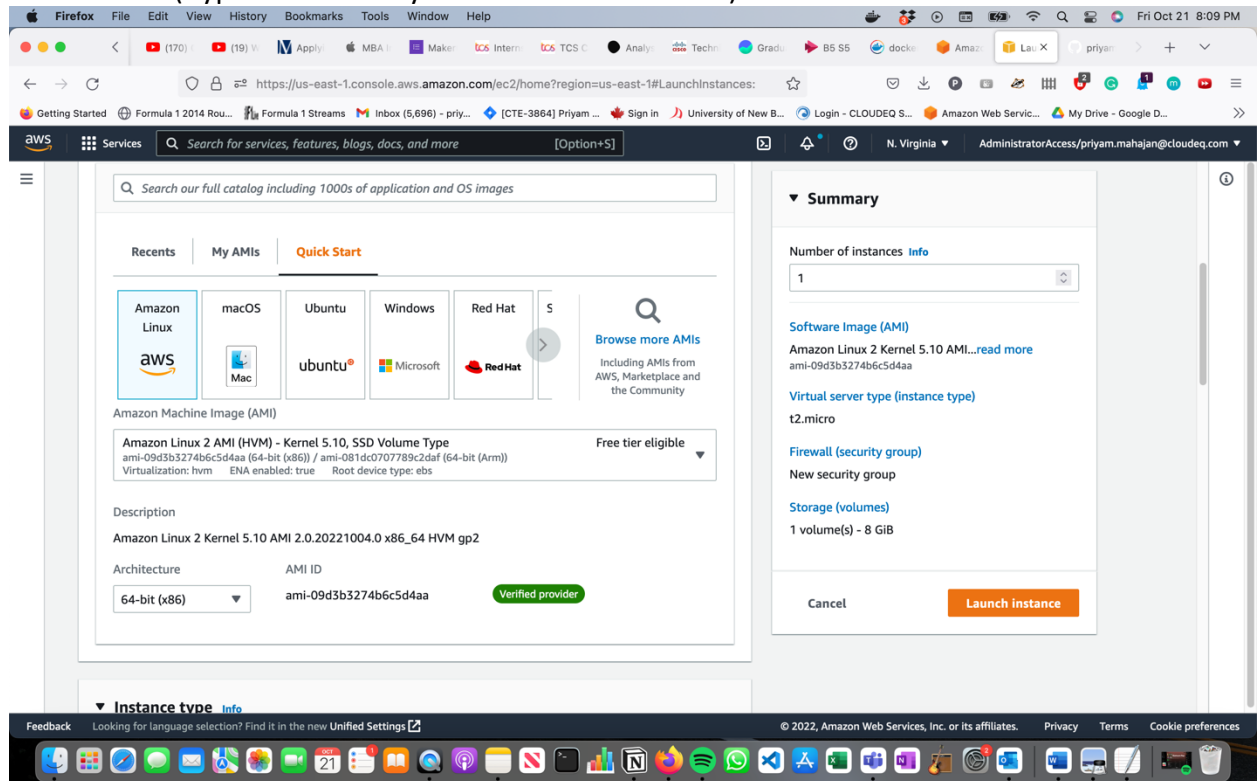 Firefox File Edit View History Bookmarks Tools Window Help Fri Oct 21 8:09 PM
(170) (19) W Apply MBA Maker Intern TCS C Analy Techn Gradu B5 S5 docke Amaz Lau priyam
https://us-east-1.console.aws.amazon.com/ec2/home?region=us-east-1#LaunchInstances:
Getting Started Formula 1 2014 Rou... Formula 1 Streams Inbox (5,696) - priy... [CTE-3864] Priyam ... Sign in University of New B... Login - CLOUDEQ S... Amazon Web Servic... My Drive - Google D...
aws Services Search for services, features, blogs, docs, and more [Option+S] N. Virginia ▼ AdministratorAccess/priyam.mahajan@cloudeq.com ▼
Search our full catalog including 1000s of application and OS images
Recents My AMIs Quick Start
Amazon Linux
aws
macOS
Mac
Ubuntu
ubuntu®
Windows
Microsoft
Red Hat
Red Hat
S
Browse more AMIs
Including AMIs from
AWS, Marketplace and
the Community
Amazon Machine Image (AMI)
Amazon Linux 2 AMI (HVM) - Kernel 5.10, SSD Volume Type Free tier eligible
ami-09d3b3274b6c5d4aa (64-bit (x86)) / ami-081dc0707789c2daf (64-bit (Arm))
Virtualization: hvm ENA enabled: true Root device type: ebs
Description
Amazon Linux 2 Kernel 5.10 AMI 2.0.20221004.0 x86_64 HVM gp2
Architecture AMI ID
64-bit (x86) ami-09d3b3274b6c5d4aa Verified provider
▼ Instance type Info
▼ Summary
Number of instances Info
1
Software Image (AMI)
Amazon Linux 2 Kernel 5.10 AMI...read more
ami-09d3b3274b6c5d4aa
Virtual server type (instance type)
t2.micro
Firewall (security group)
New security group
Storage (volumes)
1 volume(s) - 8 GiB
Cancel Launch instance
Feedback Looking for language selection? Find it in the new Unified Settings © 2022, Amazon Web Services, Inc. or its affiliates. Privacy Terms Cookie preferences
OCT
21